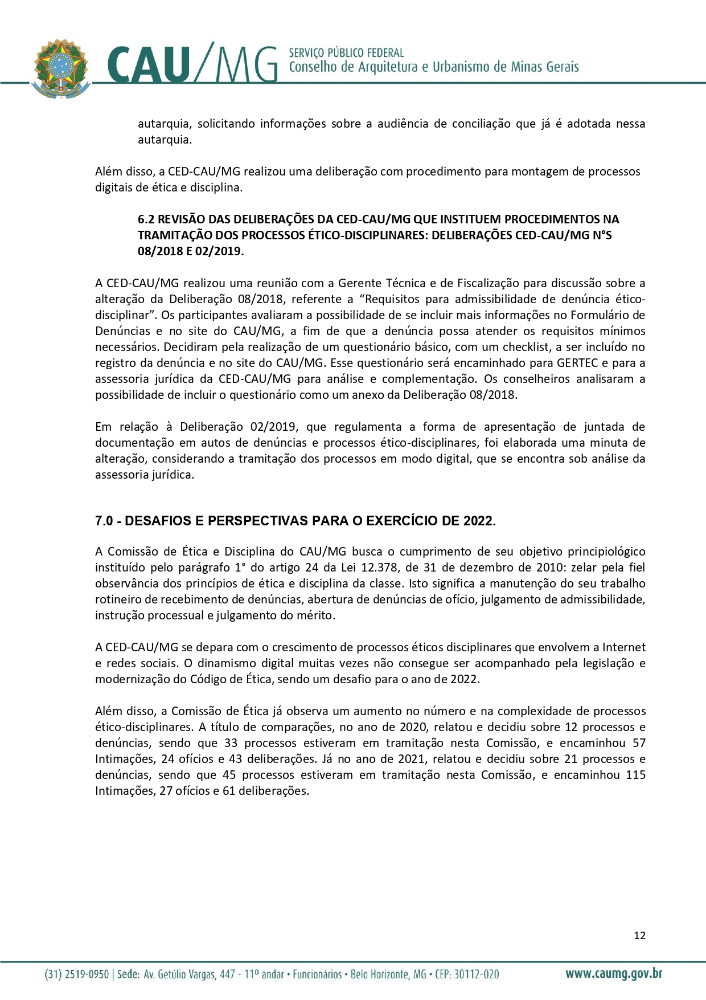 CAU/MG
SERVIÇO PÚBLICO FEDERAL
Conselho de Arquitetura e Urbanismo de Minas Gerais
autarquia, solicitando informações sobre a audiência de conciliação que já é adotada nessa
autarquia.
Além disso, a CED-CAU/MG realizou uma deliberação com procedimento para montagem de processos
digitais de ética e disciplina.
6.2 REVISÃO DAS DELIBERAÇÕES DA CED-CAU/MG QUE INSTITUEM PROCEDIMENTOS NA
TRAMITAÇÃO DOS PROCESSOS ÉTICO-DISCIPLINARES: DELIBERAÇÕES CED-CAU/MG N°S
08/2018 E 02/2019.
A CED-CAU/MG realizou uma reunião com a Gerente Técnica e de Fiscalização para discussão sobre a
alteração da Deliberação 08/2018, referente a “Requisitos para admissibilidade de denúncia ético-
disciplinar”. Os participantes avaliaram a possibilidade de se incluir mais informações no Formulário de
Denúncias e no site do CAU/MG, a fim de que a denúncia possa atender os requisitos mínimos
necessários. Decidiram pela realização de um questionário básico, com um checklist, a ser incluído no
registro da denúncia e no site do CAU/MG. Esse questionário será encaminhado para GERTEC e para a
assessoria jurídica da CED-CAU/MG para análise e complementação. Os conselheiros analisaram a
possibilidade de incluir o questionário como um anexo da Deliberação 08/2018.
Em relação à Deliberação 02/2019, que regulamenta a forma de apresentação de juntada de
documentação em autos de denúncias e processos ético-disciplinares, foi elaborada uma minuta de
alteração, considerando a tramitação dos processos em modo digital, que se encontra sob análise da
assessoria jurídica.
7.0 - DESAFIOS E PERSPECTIVAS PARA O EXERCÍCIO DE 2022.
A Comissão de Ética e Disciplina do CAU/MG busca o cumprimento de seu objetivo principiológico
instituído pelo parágrafo 1° do artigo 24 da Lei 12.378, de 31 de dezembro de 2010: zelar pela fiel
observância dos princípios de ética e disciplina da classe. Isto significa a manutenção do seu trabalho
rotineiro de recebimento de denúncias, abertura de denúncias de ofício, julgamento de admissibilidade,
instrução processual e julgamento do mérito.
A CED-CAU/MG se depara com o crescimento de processos éticos disciplinares que envolvem a Internet
e redes sociais. O dinamismo digital muitas vezes não consegue ser acompanhado pela legislação e
modernização do Código de Ética, sendo um desafio para o ano de 2022.
Além disso, a Comissão de Ética já observa um aumento no número e na complexidade de processos
ético-disciplinares. A título de comparações, no ano de 2020, relatou e decidiu sobre 12 processos e
denúncias, sendo que 33 processos estiveram em tramitação nesta Comissão, e encaminhou 57
Intimações, 24 ofícios e 43 deliberações. Já no ano de 2021, relatou e decidiu sobre 21 processos e
denúncias, sendo que 45 processos estiveram em tramitação nesta Comissão, e encaminhou 115
Intimações, 27 ofícios e 61 deliberações.
12
(31) 2519-0950 | Sede: Av. Getúlio Vargas, 447 - 11º andar • Funcionários • Belo Horizonte, MG • CEP: 30112-020
www.caumg.gov.br